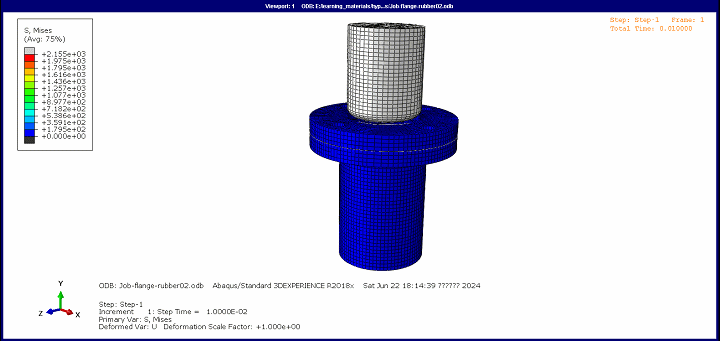 Viewport: 1 ODB: E:/learning_materials/typ...s/Job-flange-rubber02.odb
Step: Step-1 Frame: 1
Total Time: 0.010000
S, Mises
(Avg: 75%)
+2.155e+03
+1.975e+03
+1.795e+03
+1.616e+03
+1.436e+03
+1.257e+03
+1.077e+03
+8.977e+02
+7.182e+02
+5.386e+02
+3.591e+02
+1.795e+02
+0.000e+00
ODB: Job-flange-rubber02.odb Abaqus/Standard 3DEXPERIENCE R2018x Sat Jun 22 18:14:39 ?????? 2024
Y
Z
X
Step: Step-1
Increment 1: Step Time = 1.0000E-02
Primary Var: S, Mises
Deformed Var: U Deformation Scale Factor: +1.000e+00